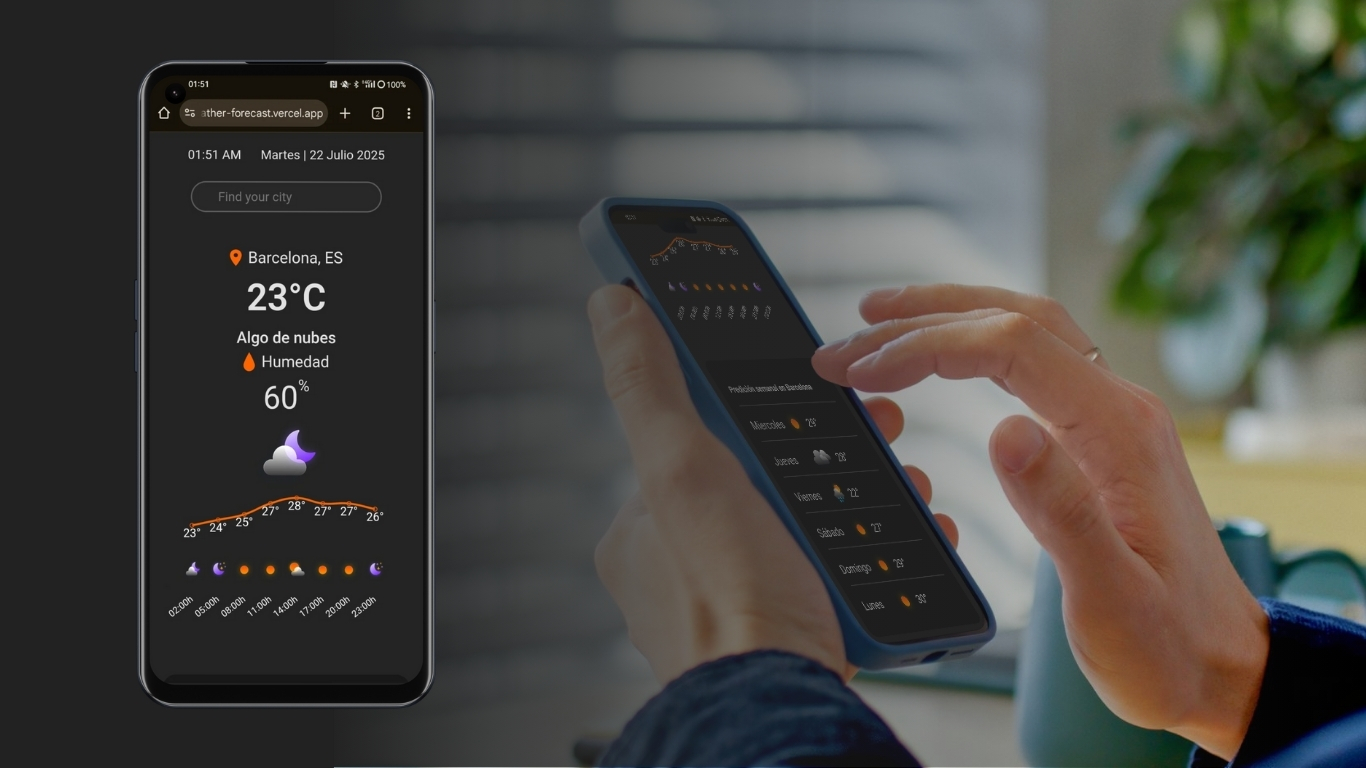 01:51
100%
ather-forecast.vercel.app
2
01:51 AM Martes | 22 Julio 2025
Find your city
Barcelona, ES
23°C
Algo de nubes
Humedad
60%
23° 24° 25° 27° 28° 27° 27° 26°
02:00h 05:00h 08:00h 11:00h 14:00h 17:00h 20:00h 23:00h
Predicción semanal en Barcelona
Miercoles 29°
Jueves 28°
Viernes 22°
Sábado 27°
Domingo 29°
Lunes 30°